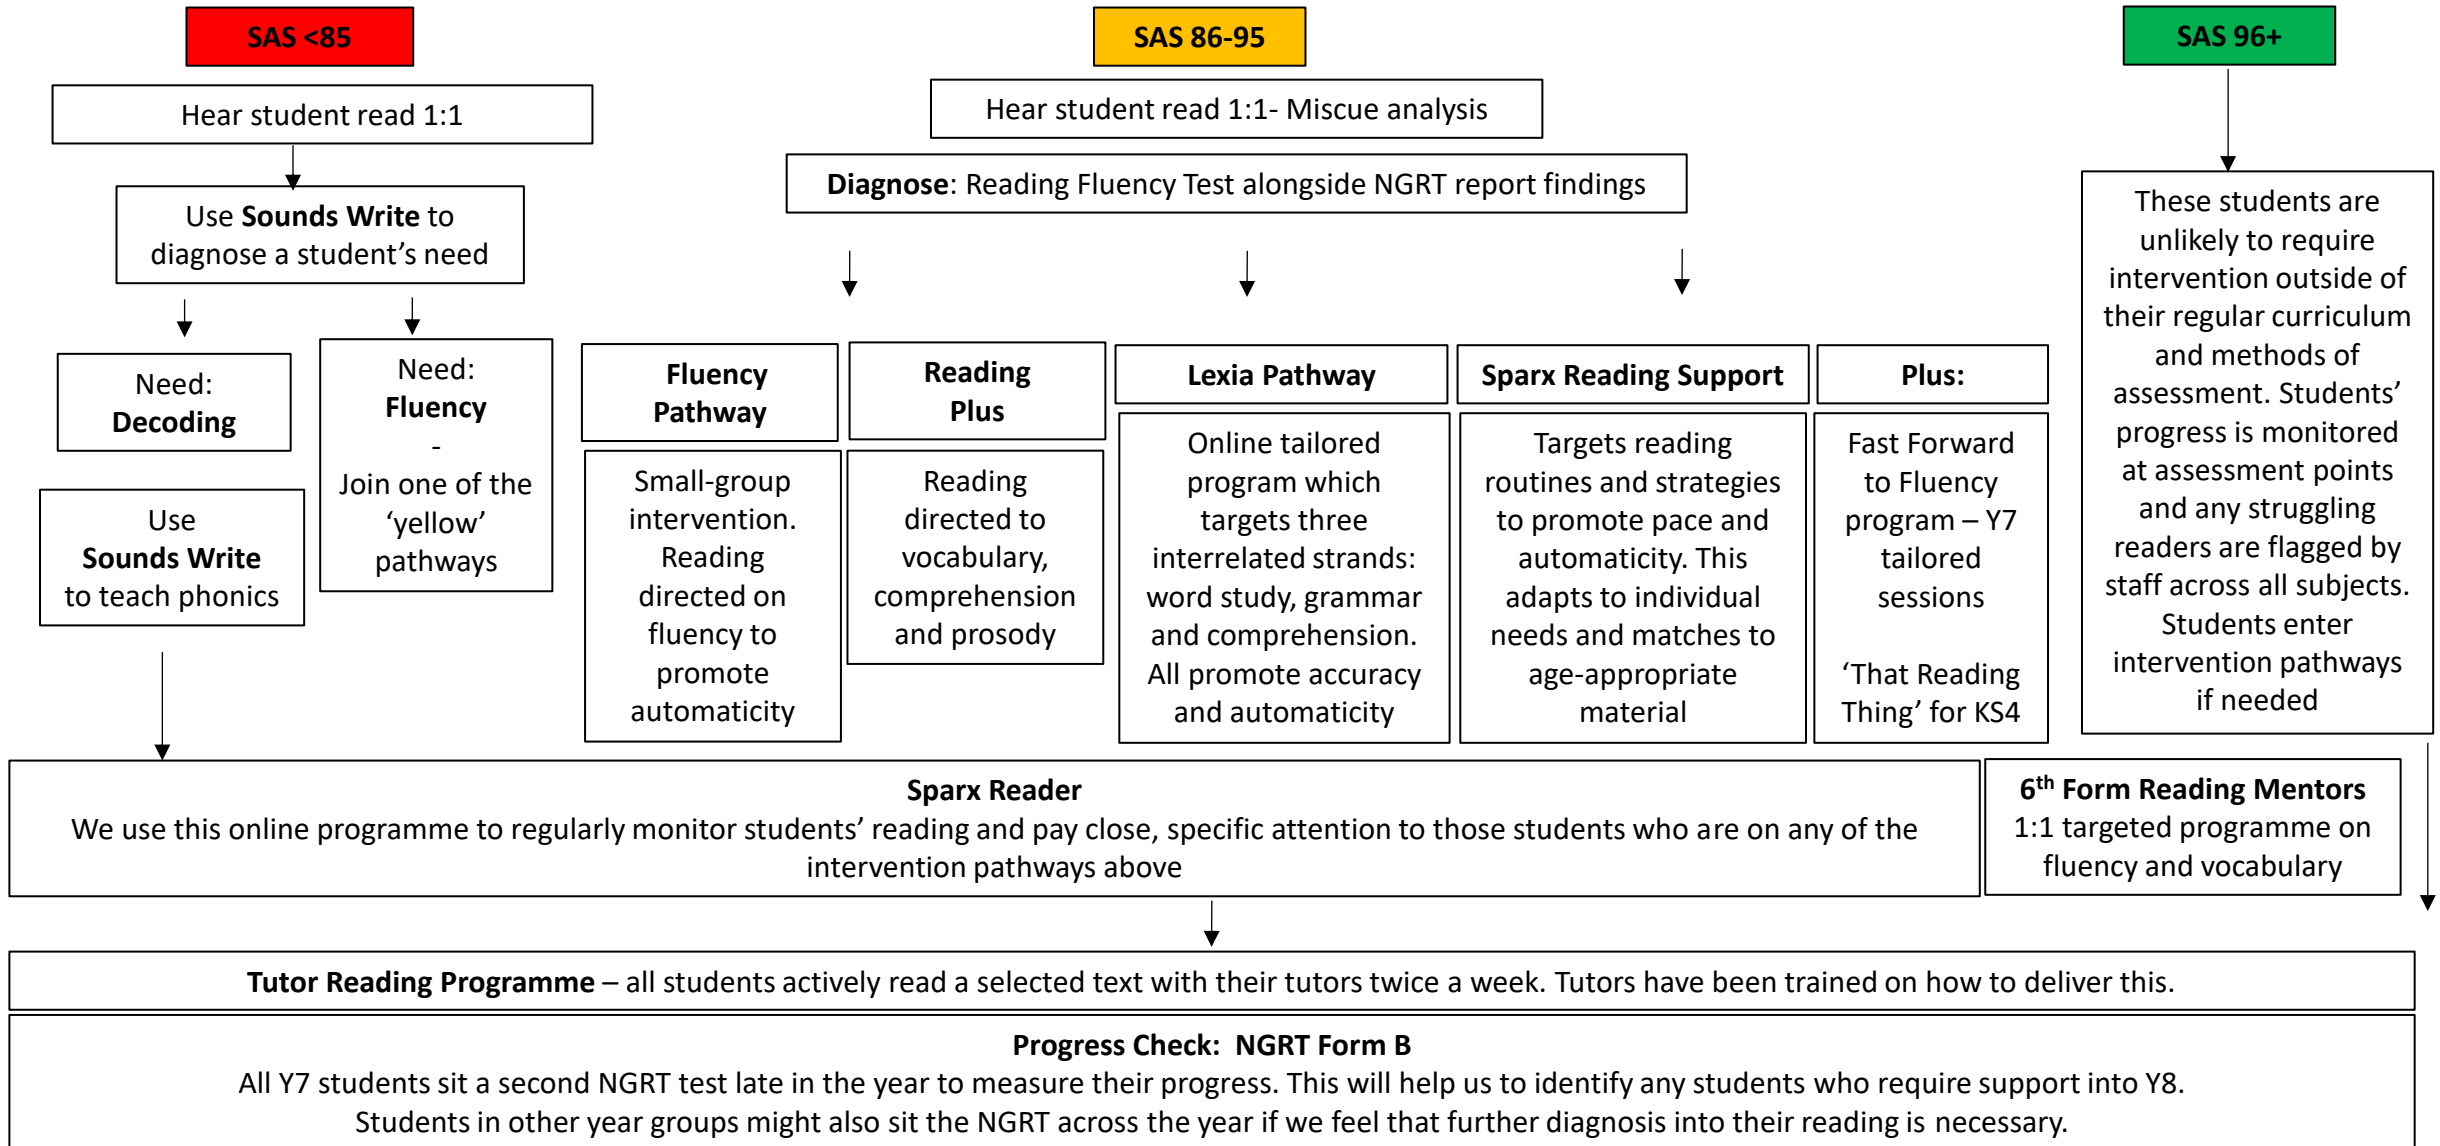 SAS <85
SAS 86-95
SAS 96+
Hear student read 1:1
Use Sounds Write to
diagnose a student’s need
Need:
Decoding
Use
Sounds Write
to teach phonics
Need:
Fluency
-
Join one of the
‘yellow’
pathways
Hear student read 1:1- Miscue analysis
Diagnose: Reading Fluency Test alongside NGRT report findings
Fluency
Pathway
Small-group
intervention.
Reading
directed on
fluency to
promote
automaticity
Reading
Plus
Reading
directed to
vocabulary,
comprehension
and prosody
Lexia Pathway
Online tailored
program which
targets three
interrelated strands:
word study, grammar
and comprehension.
All promote accuracy
and automaticity
Sparx Reading Support
Targets reading
routines and strategies
to promote pace and
automaticity. This
adapts to individual
needs and matches to
age-appropriate
material
Plus:
Fast Forward
to Fluency
program – Y7
tailored
sessions
‘That Reading
Thing’ for KS4
These students are
unlikely to require
intervention outside of
their regular curriculum
and methods of
assessment. Students’
progress is monitored
at assessment points
and any struggling
readers are flagged by
staff across all subjects.
Students enter
intervention pathways
if needed
Sparx Reader
We use this online programme to regularly monitor students’ reading and pay close, specific attention to those students who are on any of the
intervention pathways above
6th Form Reading Mentors
1:1 targeted programme on
fluency and vocabulary
Tutor Reading Programme – all students actively read a selected text with their tutors twice a week. Tutors have been trained on how to deliver this.
Progress Check: NGRT Form B
All Y7 students sit a second NGRT test late in the year to measure their progress. This will help us to identify any students who require support into Y8.
Students in other year groups might also sit the NGRT across the year if we feel that further diagnosis into their reading is necessary.